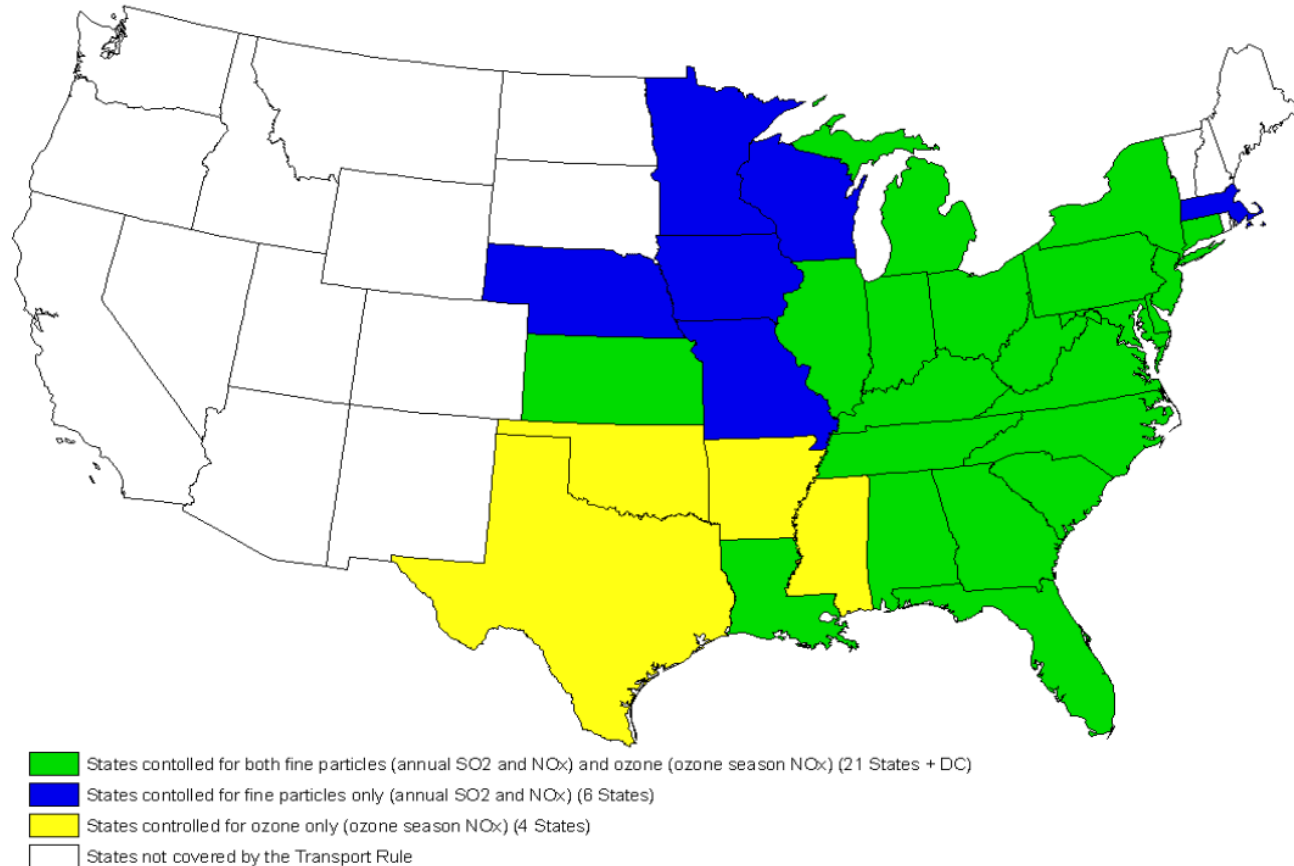 States contolled for both fine particles (annual SO2 and NOx) and ozone (ozone season NOx) (21 States + DC)
States contolled for fine particles only (annual SO2 and NOx) (6 States)
States controlled for ozone only (ozone season NOx) (4 States)
States not covered by the Transport Rule